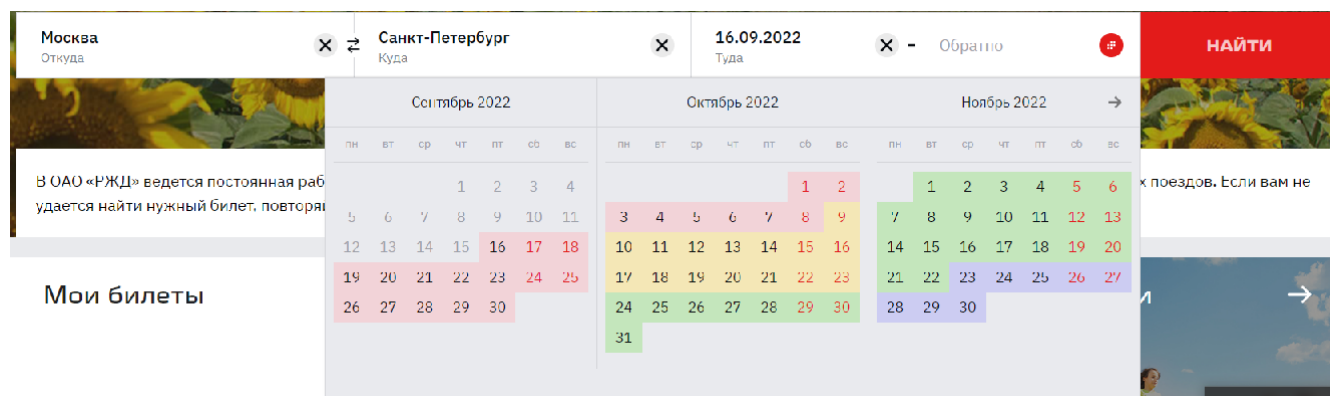 Москва
Откуда
Санкт-Петербург
Куда
16.09.2022
Туда
– Обратно
НАЙТИ
Сентябрь 2022
пн вт ср чт пт сб вс
1 2 3 4
5 6 7 8 9 10 11
12 13 14 15 16 17 18
19 20 21 22 23 24 25
26 27 28 29 30
Октябрь 2022
пн вт ср чт пт сб вс
1 2
3 4 5 6 7 8 9
10 11 12 13 14 15 16
17 18 19 20 21 22 23
24 25 26 27 28 29 30
31
Ноябрь 2022
пн вт ср чт пт сб вс
1 2 3 4 5 6
7 8 9 10 11 12 13
14 15 16 17 18 19 20
21 22 23 24 25 26 27
28 29 30
В ОАО «РЖД» ведется постоянная раб
х поездов. Если вам не
удается найти нужный билет, повторя
Мои билеты